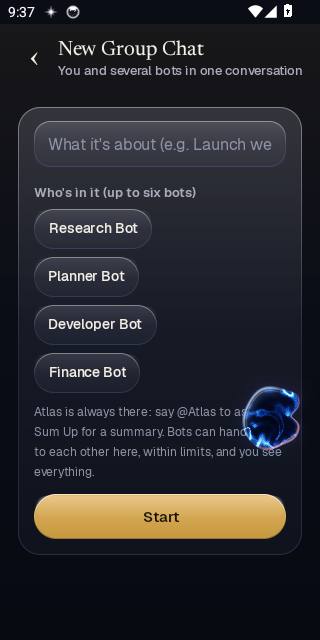 9:37
New Group Chat
You and several bots in one conversation
What it's about (e.g. Launch we
Who's in it (up to six bots)
Research Bot
Planner Bot
Developer Bot
Finance Bot
Atlas is always there: say @Atlas to as
Sum Up for a summary. Bots can hand
to each other here, within limits, and you see
everything.
Start